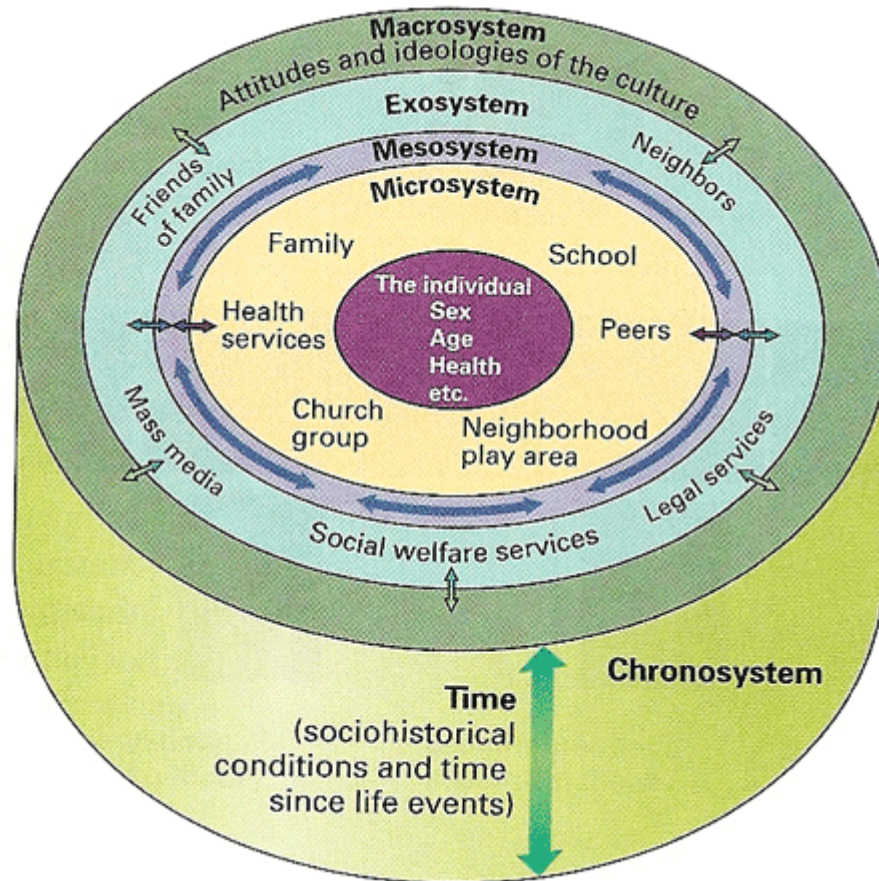 Macrosystem
Attitudes and ideologies of the culture
Exosystem
Mesosystem
Microsystem
Friends
of family
Neighbors
Family
School
The individual
Sex
Age
Health
etc.
Health
services
Peers
Church
group
Neighborhood
play area
Mass media
Legal services
Social welfare services
Chronosystem
Time
(sociohistorical
conditions and time
since life events)